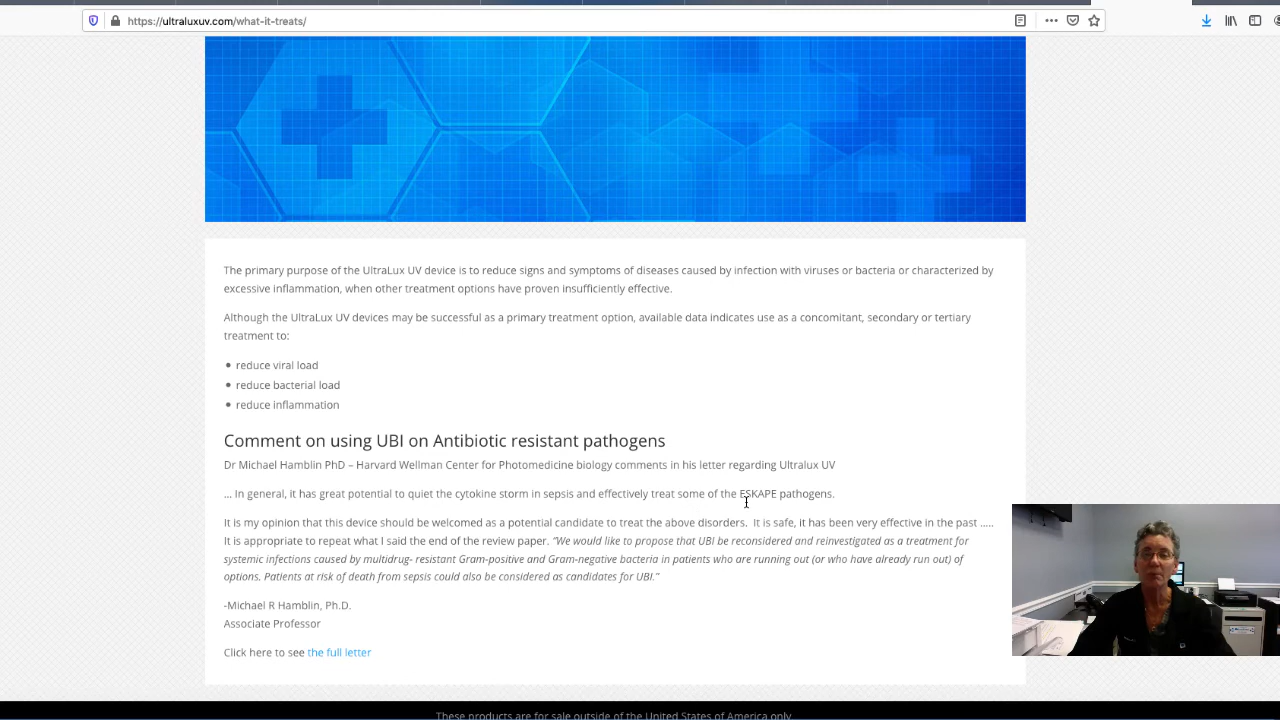 https://ultraluxuv.com/what-it-treats/
The primary purpose of the UltraLux UV device is to reduce signs and symptoms of diseases caused by infection with viruses or bacteria or characterized by
excessive inflammation, when other treatment options have proven insufficiently effective.
Although the UltraLux UV devices may be successful as a primary treatment option, available data indicates use as a concomitant, secondary or tertiary
treatment to:
reduce viral load
reduce bacterial load
reduce inflammation
Comment on using UBI on Antibiotic resistant pathogens
Dr Michael Hamblin PhD – Harvard Wellman Center for Photomedicine biology comments in his letter regarding Ultralux UV
... In general, it has great potential to quiet the cytokine storm in sepsis and effectively treat some of the ESKAPE pathogens.
It is my opinion that this device should be welcomed as a potential candidate to treat the above disorders. It is safe, it has been very effective in the past .....
It is appropriate to repeat what I said the end of the review paper. “We would like to propose that UBI be reconsidered and reinvestigated as a treatment for
systemic infections caused by multidrug- resistant Gram-positive and Gram-negative bacteria in patients who are running out (or who have already run out) of
options. Patients at risk of death from sepsis could also be considered as candidates for UBI.”
-Michael R Hamblin, Ph.D.
Associate Professor
Click here to see the full letter
These products are for sale outside of the United States of America only.